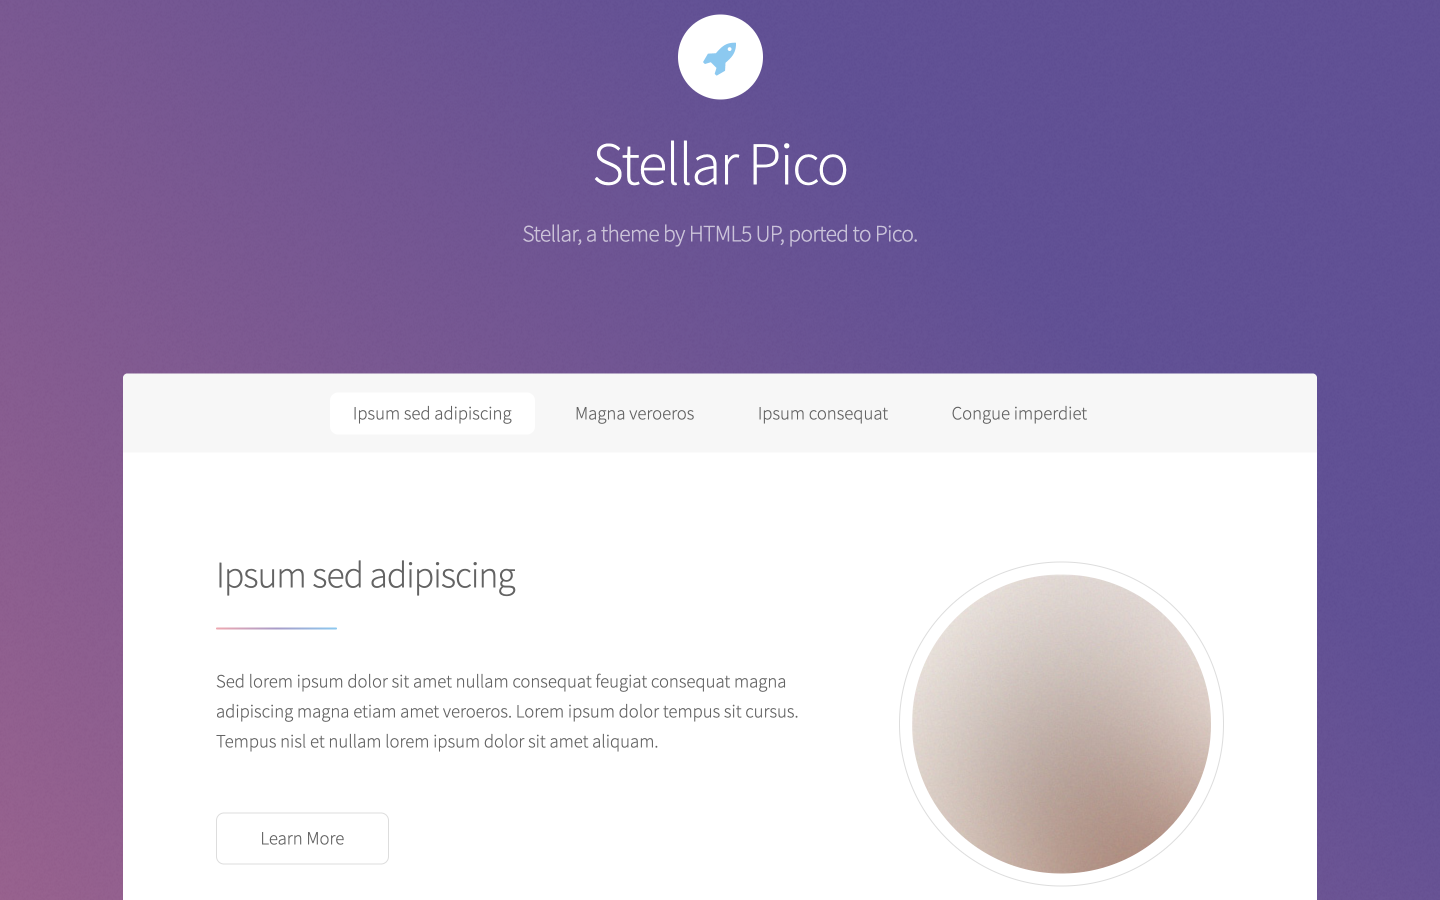 Stellar Pico
Stellar, a theme by HTML5 UP, ported to Pico.
Ipsum sed adipiscing
Magna veroeros
Ipsum consequat
Congue imperdiet
Ipsum sed adipiscing
Sed lorem ipsum dolor sit amet nullam consequat feugiat consequat magna
adipiscing magna etiam amet veroeros. Lorem ipsum dolor tempus sit cursus.
Tempus nisl et nullam lorem ipsum dolor sit amet aliquam.
Learn More